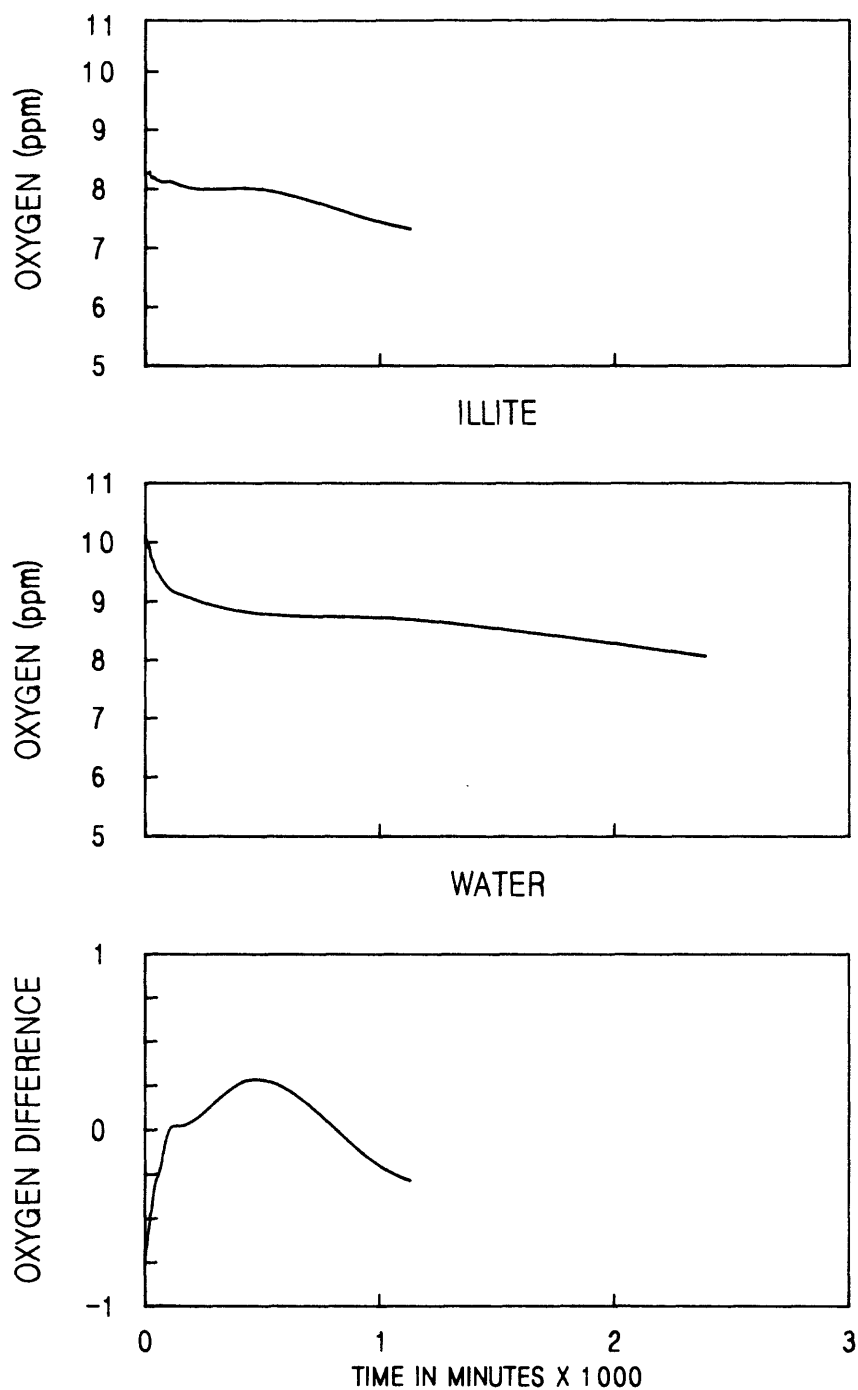 OXYGEN (ppm)
11
10
9
8
7
6
5
ILLITE
OXYGEN (ppm)
11
10
9
8
7
6
5
WATER
OXYGEN DIFFERENCE
1
0
-1
0 1 2 3
TIME IN MINUTES X 1000